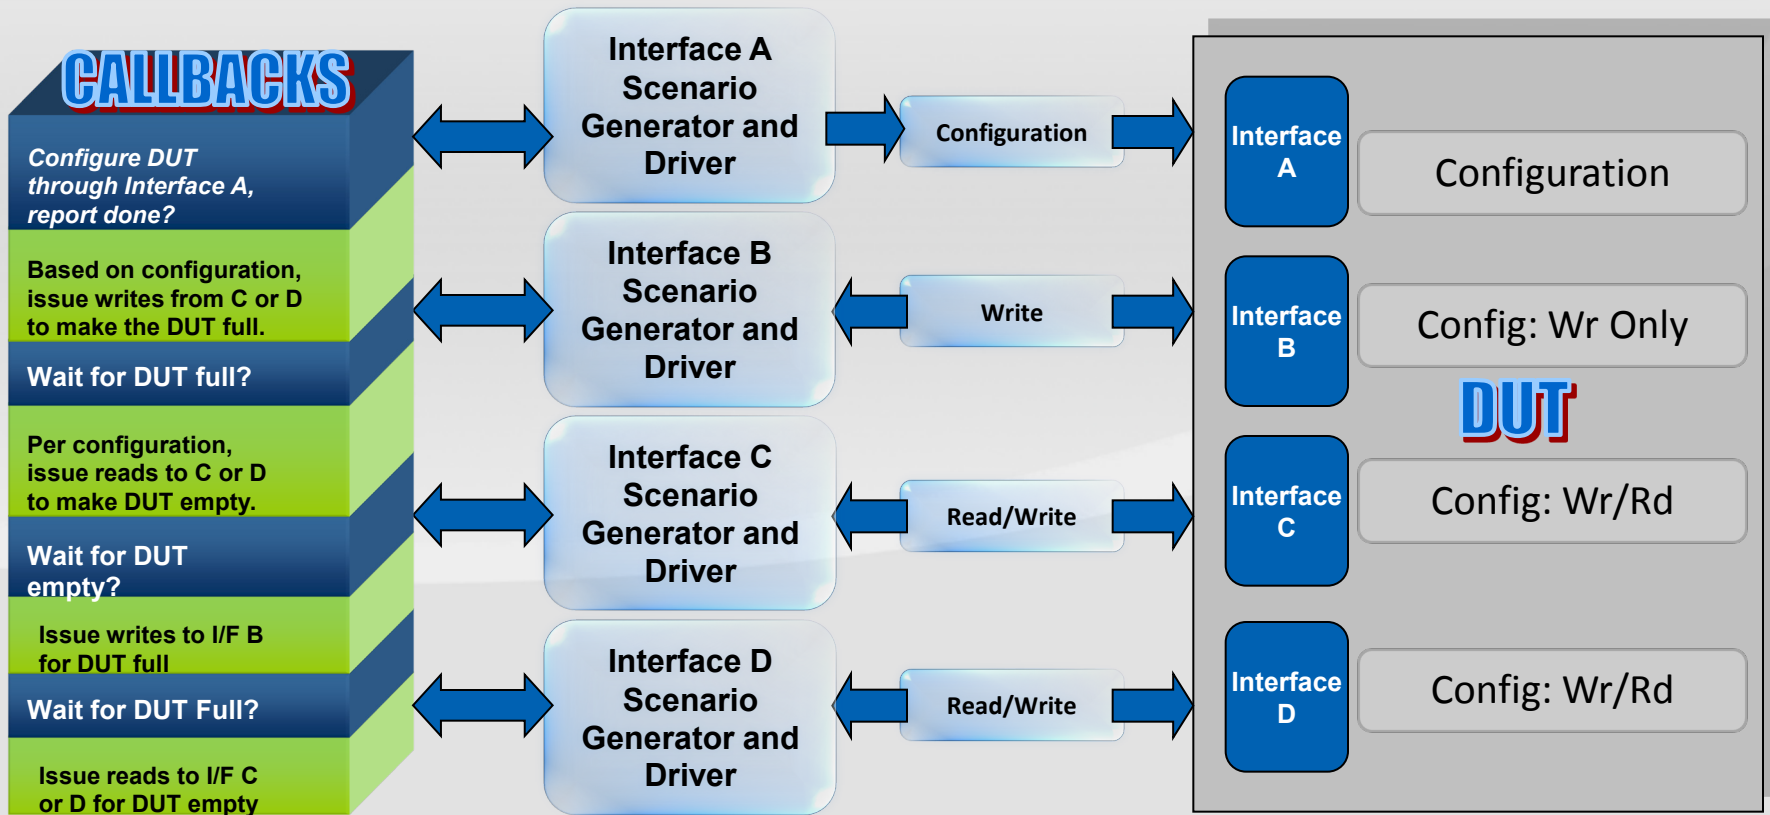 CALLBACKS
Configure DUT
through Interface A,
report done?
Based on configuration,
issue writes from C or D
to make the DUT full.
Wait for DUT full?
Per configuration,
issue reads to C or D
to make DUT empty.
Wait for DUT
empty?
Issue writes to I/F B
for DUT full
Wait for DUT Full?
Issue reads to I/F C
or D for DUT empty
Interface A
Scenario
Generator and
Driver
Interface B
Scenario
Generator and
Driver
Interface C
Scenario
Generator and
Driver
Interface D
Scenario
Generator and
Driver
Configuration
Write
Read/Write
Read/Write
Interface
A
Configuration
Interface
B
Config: Wr Only
DUT
Interface
C
Config: Wr/Rd
Interface
D
Config: Wr/Rd